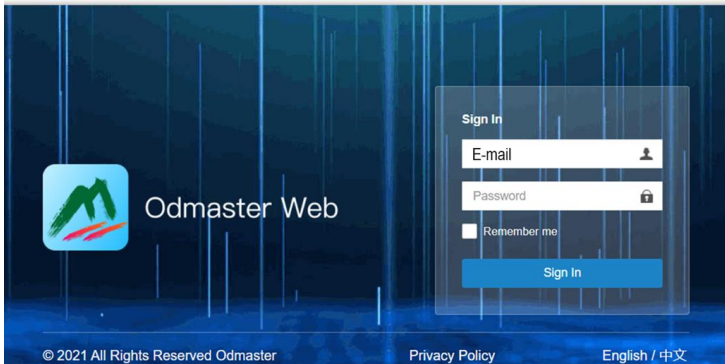 Sign In
E-mail
Odmaster Web
Password
Remember me
Sign In
© 2021 All Rights Reserved Odmaster
Privacy Policy
English / 中文